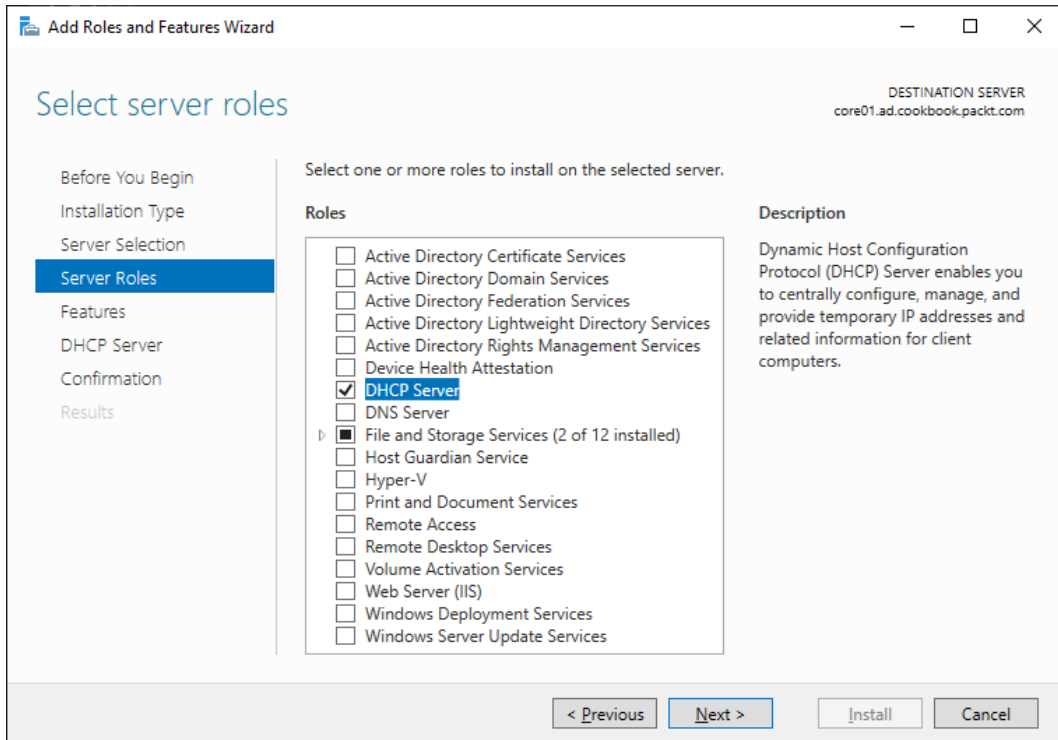 Add Roles and Features Wizard
Select server roles
DESTINATION SERVER
core01.ad.cookbook.packt.com
Before You Begin
Installation Type
Server Selection
Server Roles
Features
DHCP Server
Confirmation
Results
Select one or more roles to install on the selected server.
Roles
Active Directory Certificate Services
Active Directory Domain Services
Active Directory Federation Services
Active Directory Lightweight Directory Services
Active Directory Rights Management Services
Device Health Attestation
DHCP Server
DNS Server
File and Storage Services (2 of 12 installed)
Host Guardian Service
Hyper-V
Print and Document Services
Remote Access
Remote Desktop Services
Volume Activation Services
Web Server (IIS)
Windows Deployment Services
Windows Server Update Services
Description
Dynamic Host Configuration
Protocol (DHCP) Server enables you
to centrally configure, manage, and
provide temporary IP addresses and
related information for client
computers.
< Previous
Next >
Install
Cancel